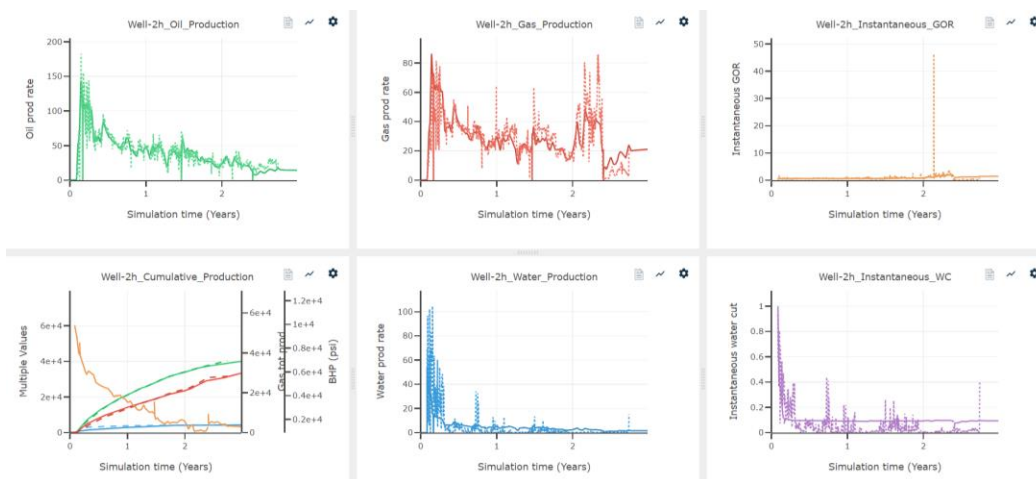 Well-2h_Oil_Production
200
150
100
50
0
Oil prod rate
0 1 2
Simulation time (Years)
Well-2h_Gas_Production
80
60
40
20
0
Gas prod rate
0 1 2
Simulation time (Years)
Well-2h_Instantaneous_GOR
50
40
30
20
10
0
Instantaneous GOR
0 1 2
Simulation time (Years)
Well-2h_Cumulative_Production
6e+4
4e+4
2e+4
0
Multiple Values
6e+4
4e+4
2e+4
0
Gas tot prod
1.2e+4
1e+4
0.8e+4
0.6e+4
0.4e+4
0.2e+4
BHP (psi)
0 1 2
Simulation time (Years)
Well-2h_Water_Production
100
80
60
40
20
0
Water prod rate
0 1 2
Simulation time (Years)
Well-2h_Instantaneous_WC
1
0.8
0.6
0.4
0.2
0
Instantaneous water cut
0 1 2
Simulation time (Years)